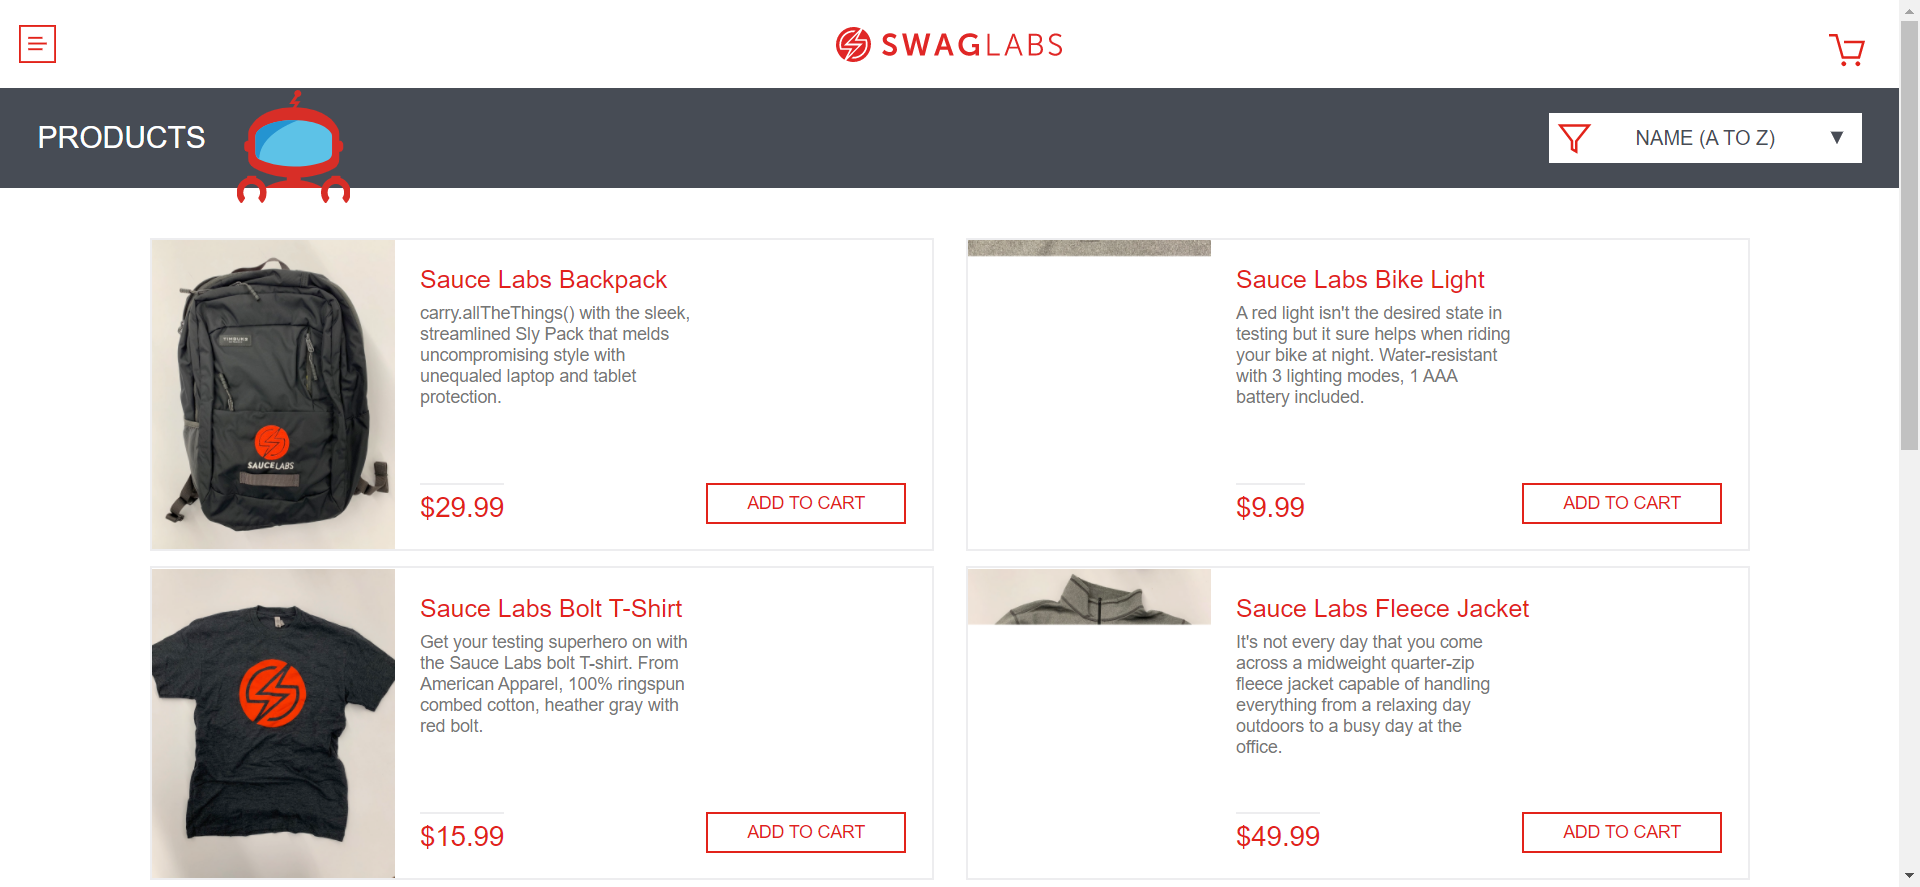 SWAGLABS
PRODUCTS
NAME (A TO Z)
Sauce Labs Backpack
carry.allTheThings() with the sleek,
streamlined Sly Pack that melds
uncompromising style with
unequaled laptop and tablet
protection.
$29.99
ADD TO CART
SAUCELABS
Sauce Labs Bike Light
A red light isn't the desired state in
testing but it sure helps when riding
your bike at night. Water-resistant
with 3 lighting modes, 1 AAA
battery included.
$9.99
ADD TO CART
Sauce Labs Bolt T-Shirt
Get your testing superhero on with
the Sauce Labs bolt T-shirt. From
American Apparel, 100% ringspun
combed cotton, heather gray with
red bolt.
$15.99
ADD TO CART
Sauce Labs Fleece Jacket
It's not every day that you come
across a midweight quarter-zip
fleece jacket capable of handling
everything from a relaxing day
outdoors to a busy day at the
office.
$49.99
ADD TO CART